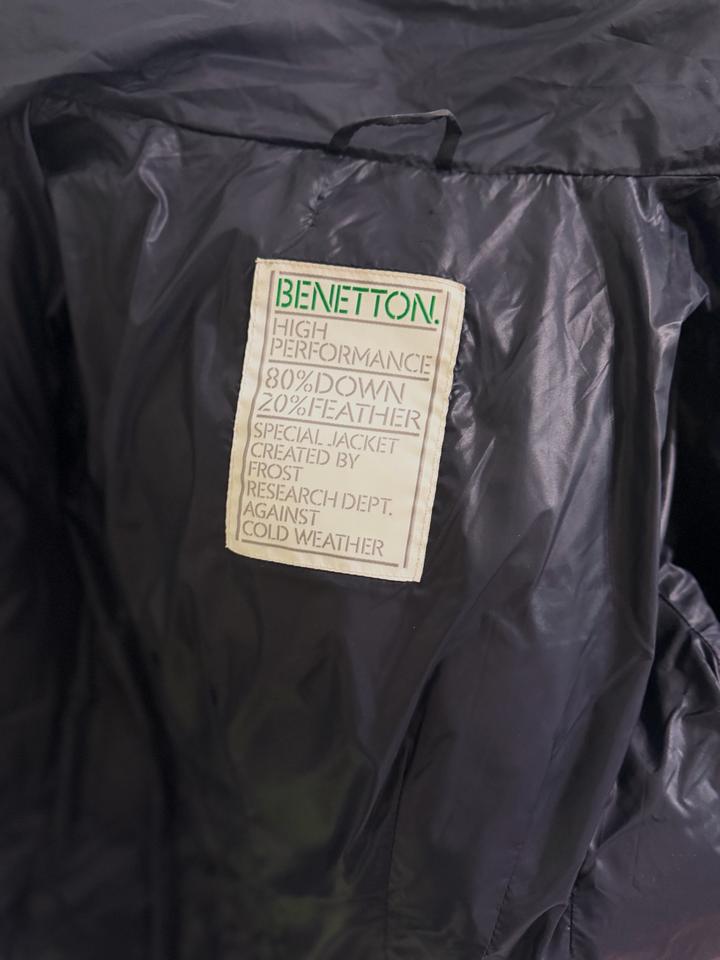 BENETTON.
HIGH
PERFORMANCE
80%DOWN
20%FEATHER
SPECIAL JACKET
CREATED BY
FROST
RESEARCH DEPT.
AGAINST
COLD WEATHER